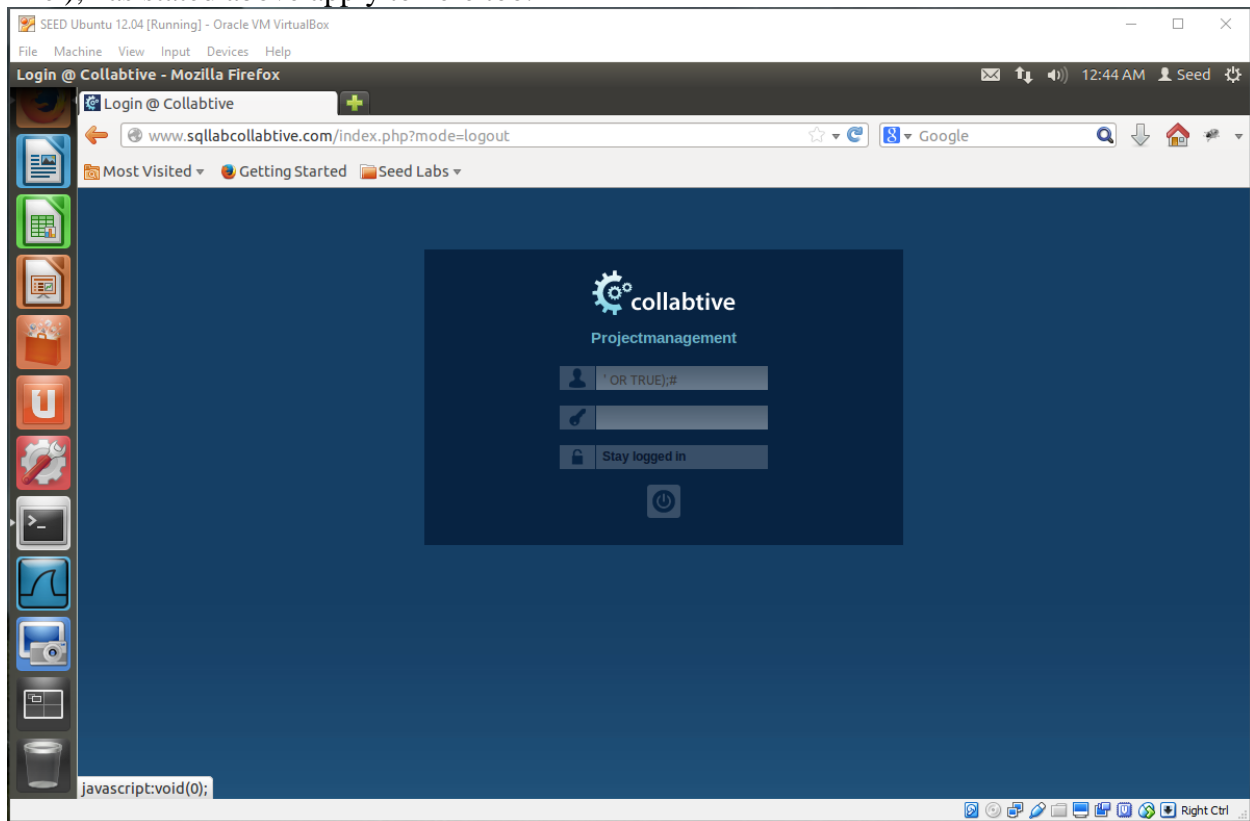 SEED Ubuntu 12.04 [Running] - Oracle VM VirtualBox
File Machine View Input Devices Help
Login @ Collabtive - Mozilla Firefox 12:44 AM Seed
Login @ Collabtive
www.sqllabcollabtive.com/index.php?mode=logout Google
Most Visited Getting Started Seed Labs
collabtive
Projectmanagement
' OR TRUE);#
Stay logged in
javascript:void(0);
Right Ctrl